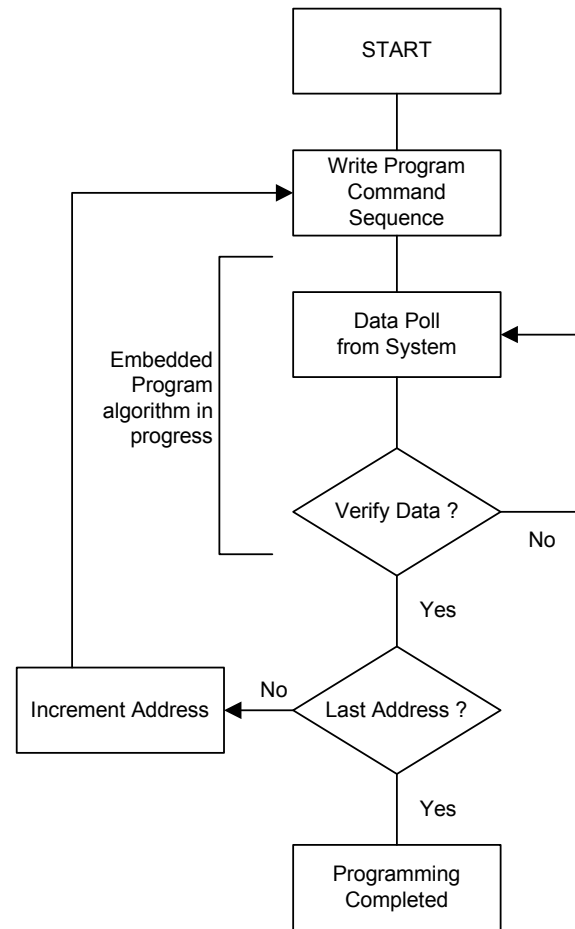 START
Write Program
Command
Sequence
Data Poll
from System
Embedded
Program
algorithm in
progress
Verify Data ?
No
Yes
No
Increment Address
Last Address ?
Yes
Programming
Completed